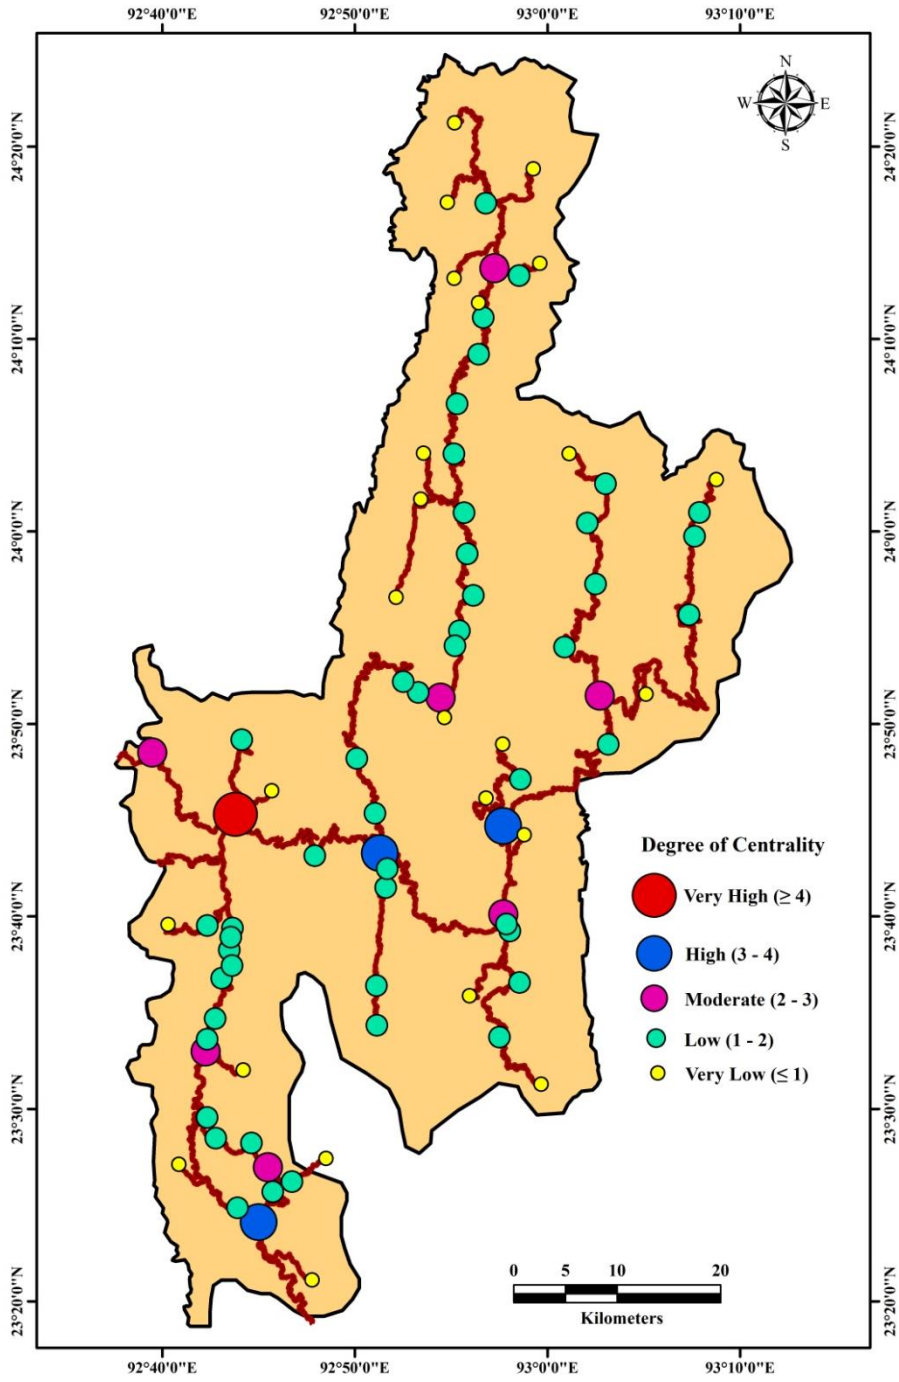 92°40'0"E 92°50'0"E 93°0'0"E 93°10'0"E
N
W E
S
24°20'0"N 24°20'0"N
24°10'0"N 24°10'0"N
24°0'0"N 24°0'0"N
23°50'0"N 23°50'0"N
Degree of Centrality
Very High (≥ 4)
23°40'0"N 23°40'0"N
High (3 - 4)
Moderate (2 - 3)
Low (1 - 2)
Very Low (≤ 1)
23°30'0"N 23°30'0"N
0 5 10 20
Kilometers
23°20'0"N 23°20'0"N
92°40'0"E 92°50'0"E 93°0'0"E 93°10'0"E